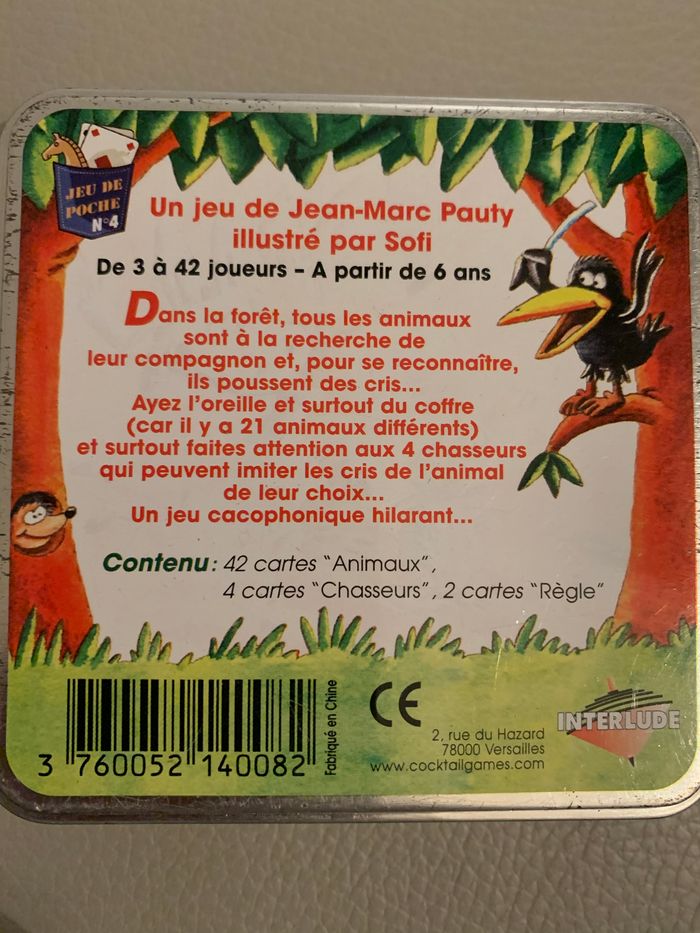 JEU DE
POCHE
N°4
Un jeu de Jean-Marc Pauty
illustré par Sofi
De 3 à 42 joueurs - A partir de 6 ans
Dans la forêt, tous les animaux
sont à la recherche de
leur compagnon et, pour se reconnaître,
ils poussent des cris...
Ayez l'oreille et surtout du coffre
(car il y a 21 animaux différents)
et surtout faites attention aux 4 chasseurs
qui peuvent imiter les cris de l'animal
de leur choix...
Un jeu cacophonique hilarant...
Contenu : 42 cartes "Animaux",
4 cartes "Chasseurs", 2 cartes "Règle"
3 760052 140082
Fabriqué en Chine
CE
2, rue du Hazard
78000 Versailles
www.cocktailgames.com
INTERLUDE